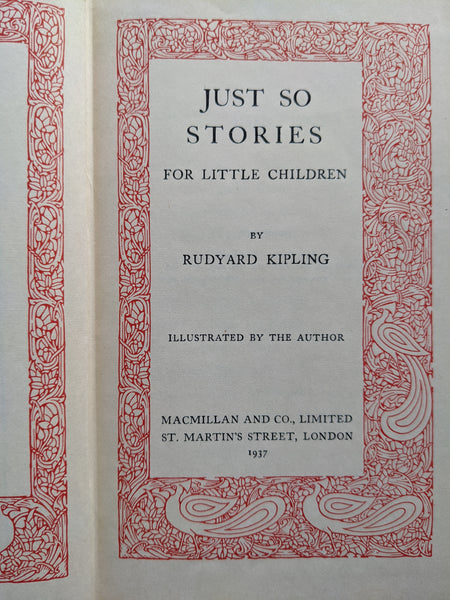 JUST SO
STORIES
FOR LITTLE CHILDREN
BY
RUDYARD KIPLING
ILLUSTRATED BY THE AUTHOR
MACMILLAN AND CO., LIMITED
ST. MARTIN'S STREET, LONDON
1937